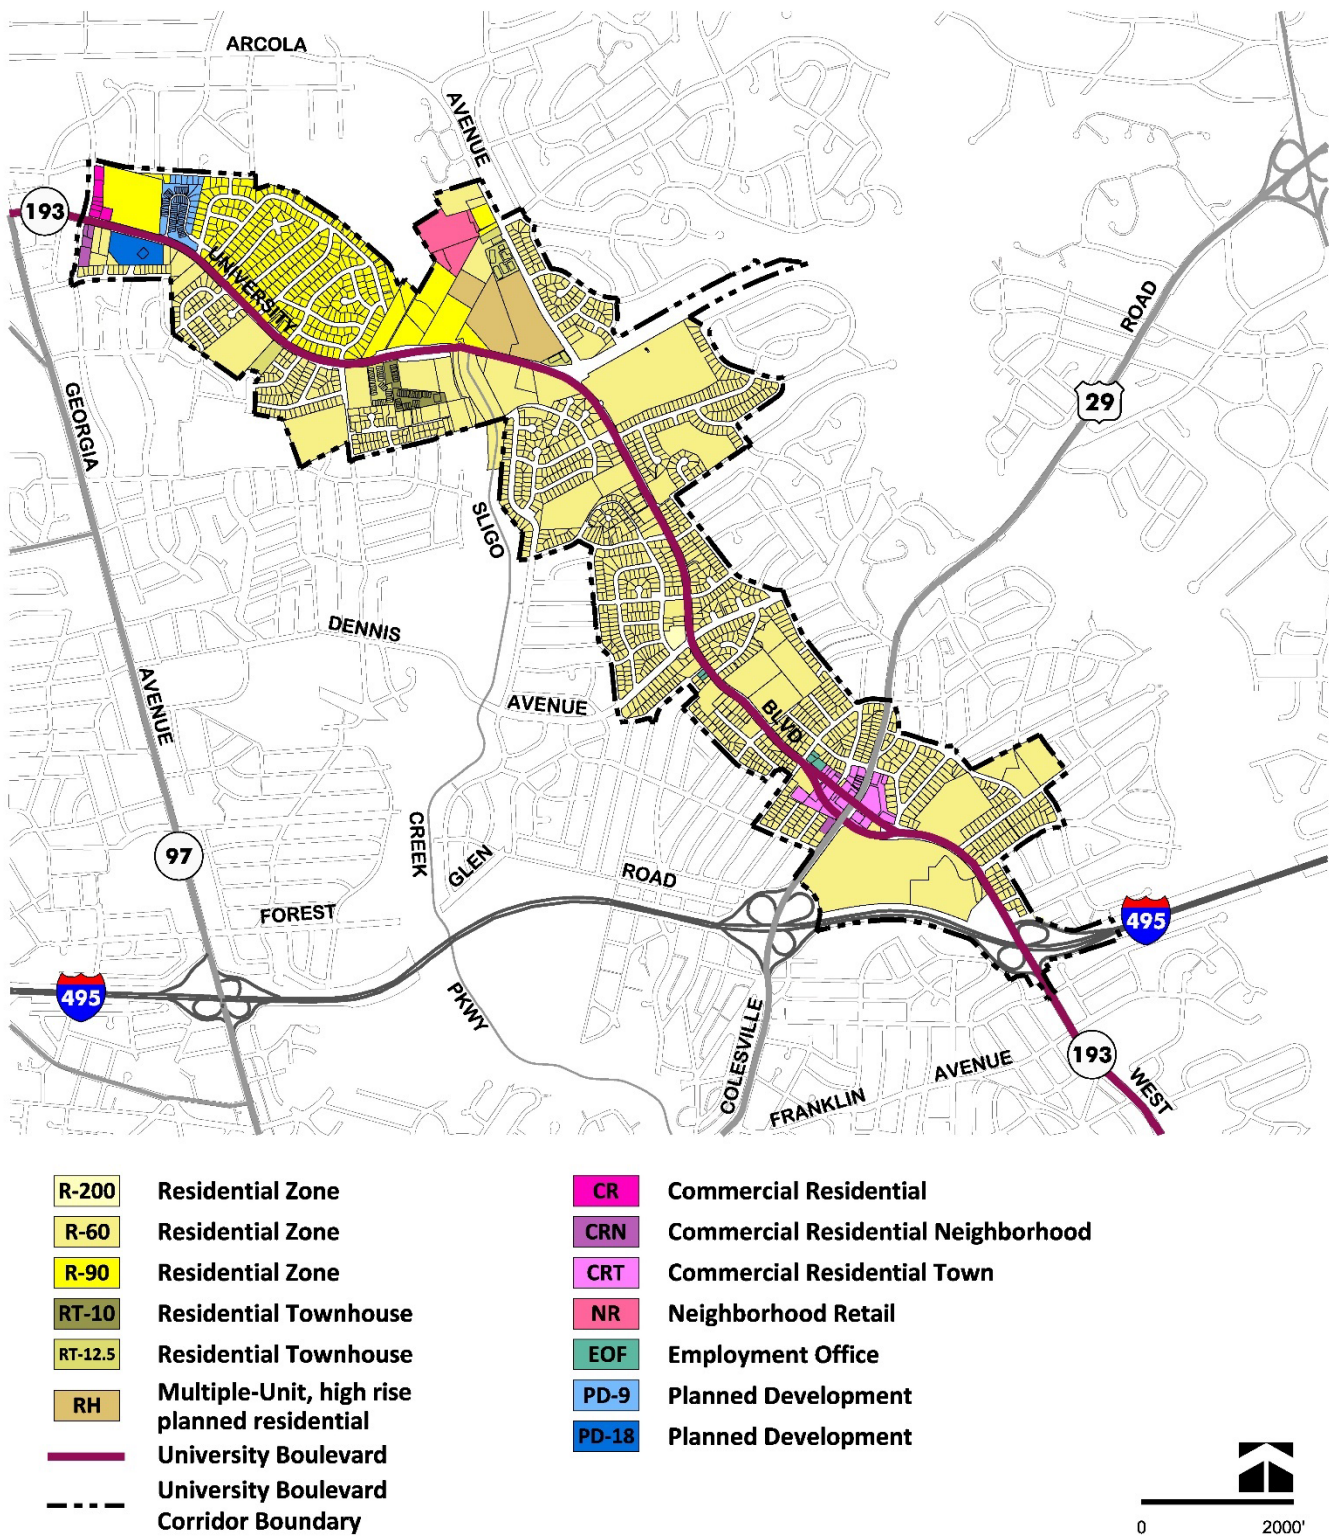 ARCOLA
AVENUE
193
UNIVERSITY
ROAD
29
GEORGIA
SLIGO
DENNIS
AVENUE
AVENUE
BLVD
97
CREEK
GLEN
ROAD
FOREST
495
495
PKWY
COLESVILLE
193
AVENUE
WEST
FRANKLIN
R-200 Residential Zone
R-60 Residential Zone
R-90 Residential Zone
RT-10 Residential Townhouse
RT-12.5 Residential Townhouse
RH Multiple-Unit, high rise
planned residential
University Boulevard
University Boulevard
Corridor Boundary
CR Commercial Residential
CRN Commercial Residential Neighborhood
CRT Commercial Residential Town
NR Neighborhood Retail
EOF Employment Office
PD-9 Planned Development
PD-18 Planned Development
0 2000'